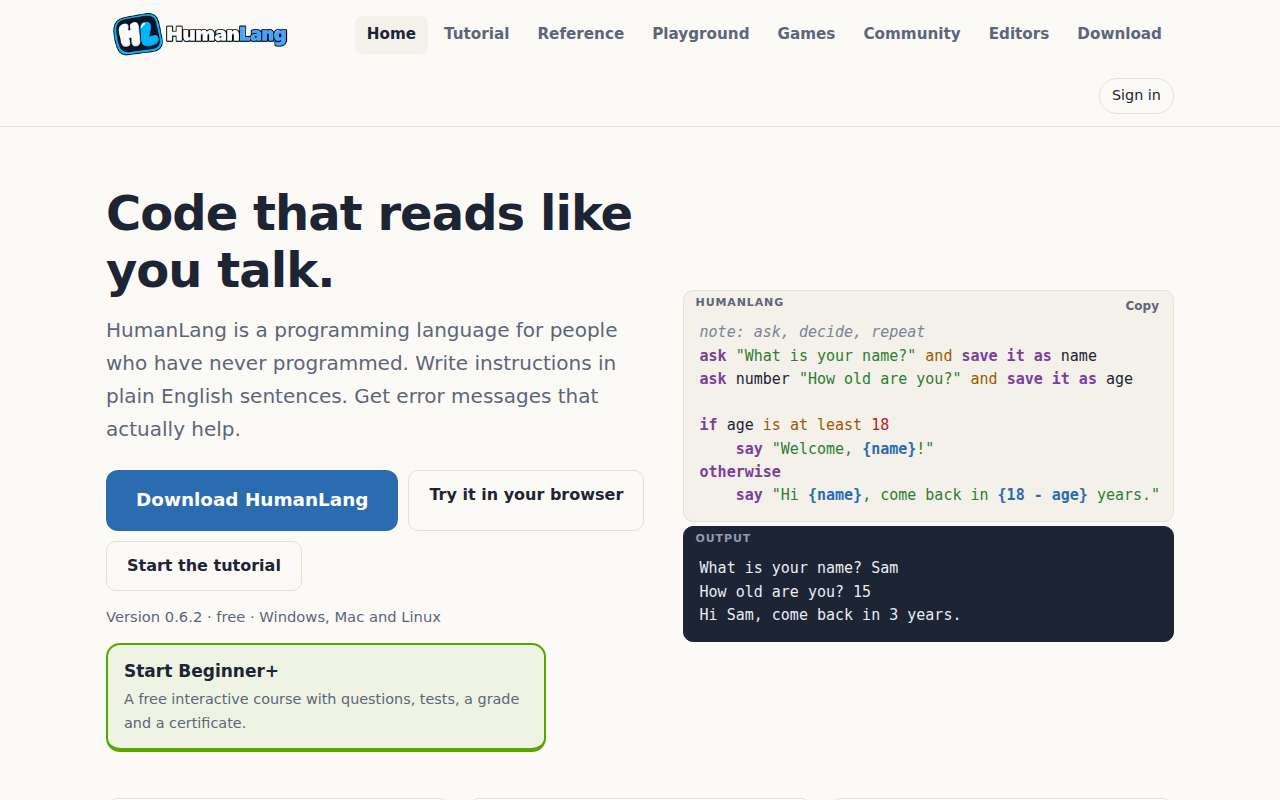 HL HumanLang
Home Tutorial Reference Playground Games Community Editors Download
Sign in
Code that reads like
you talk.
HumanLang is a programming language for people
who have never programmed. Write instructions in
plain English sentences. Get error messages that
actually help.
Download HumanLang
Try it in your browser
Start the tutorial
Version 0.6.2 · free · Windows, Mac and Linux
Start Beginner+
A free interactive course with questions, tests, a grade
and a certificate.
HUMANLANG
Copy
note: ask, decide, repeat
ask "What is your name?" and save it as name
ask number "How old are you?" and save it as age
if age is at least 18
    say "Welcome, {name}!"
otherwise
    say "Hi {name}, come back in {18 - age} years."
OUTPUT
What is your name? Sam
How old are you? 15
Hi Sam, come back in 3 years.